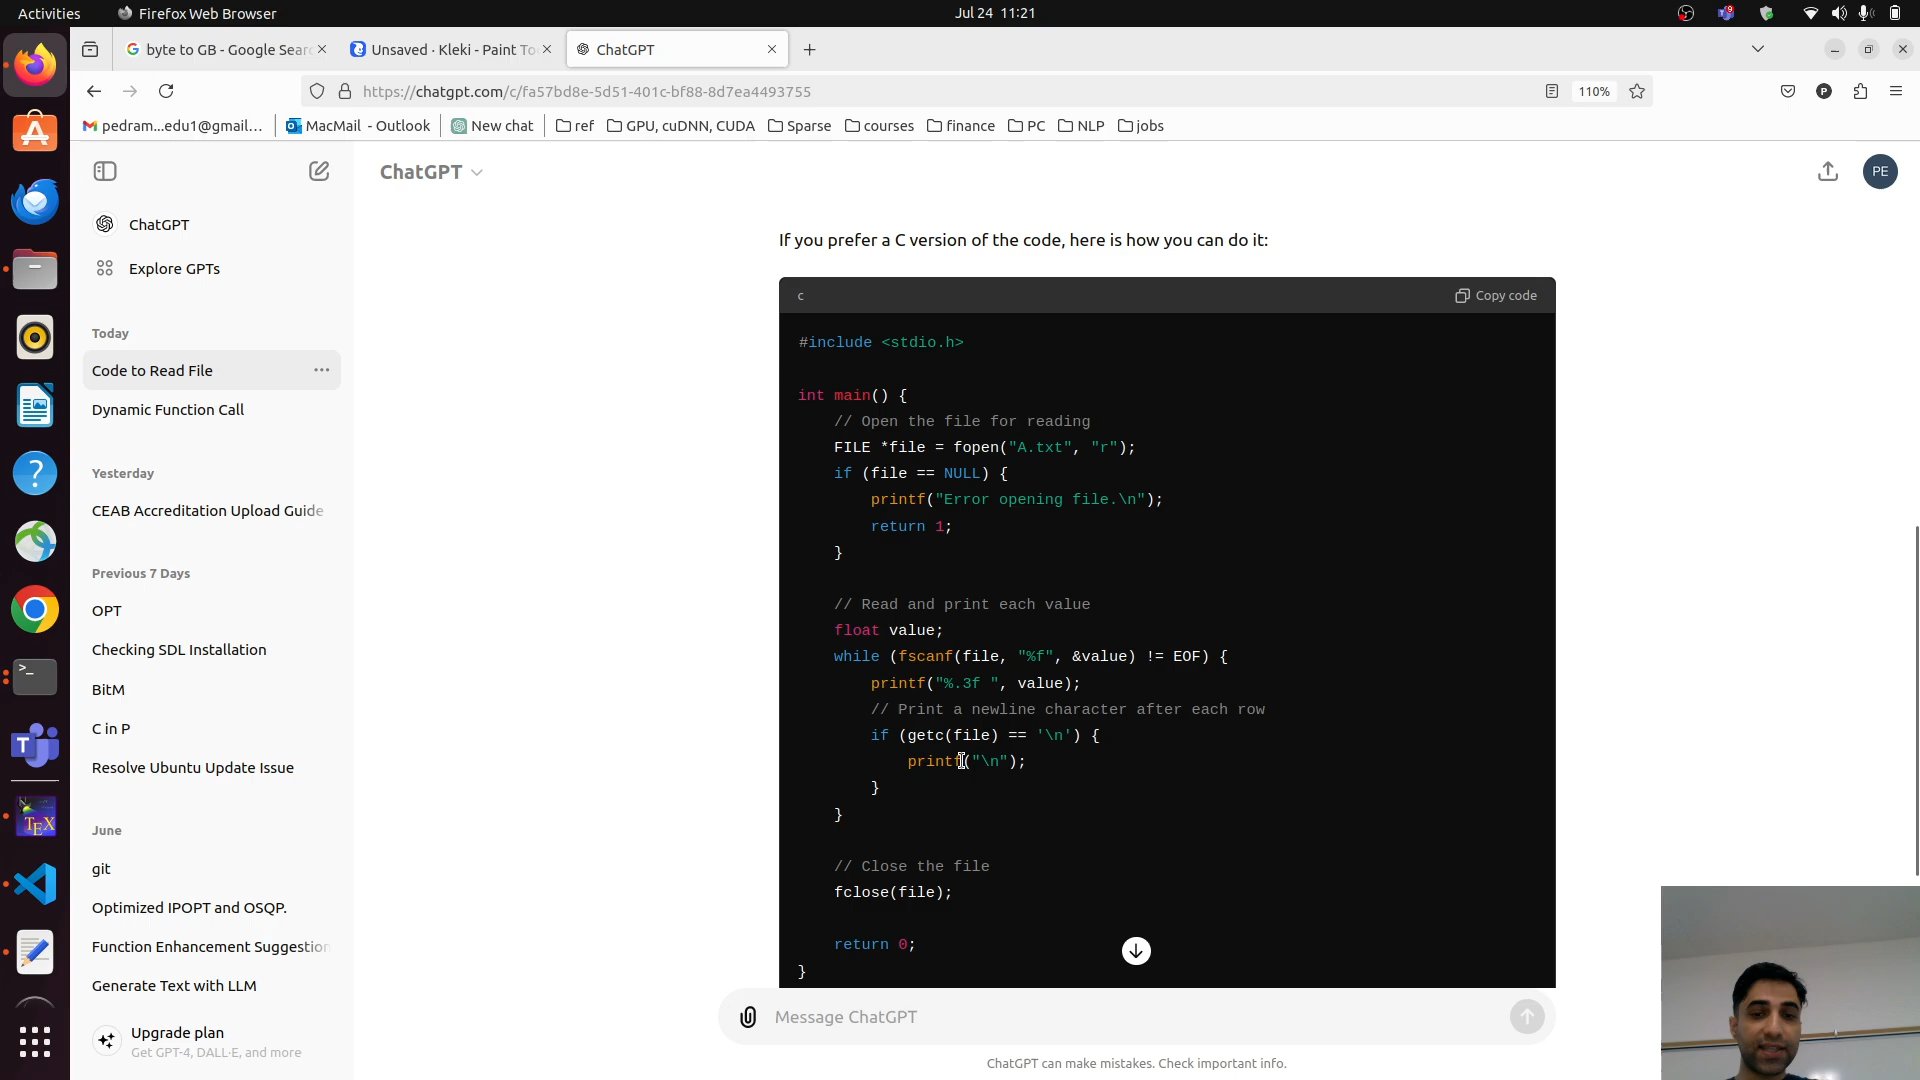 Activities
Firefox Web Browser
Jul 24 11:21
9
byte to GB - Google Sear
Unsaved · Kleki - Paint To
ChatGPT
https://chatgpt.com/c/fa57bd8e-5d51-401c-bf88-8d7ea4493755
110%
P
pedram...edu1@gmail...
MacMail - Outlook
New chat
ref
GPU, cuDNN, CUDA
Sparse
courses
finance
PC
NLP
jobs
ChatGPT
PE
ChatGPT
Explore GPTs
Today
Code to Read File
Dynamic Function Call
Yesterday
CEAB Accreditation Upload Guide
Previous 7 Days
OPT
Checking SDL Installation
BitM
C in P
Resolve Ubuntu Update Issue
June
git
Optimized IPOPT and OSQP.
Function Enhancement Suggestion
Generate Text with LLM
Upgrade plan
Get GPT-4, DALL·E, and more
If you prefer a C version of the code, here is how you can do it:
c
Copy code
#include <stdio.h>
int main() {
// Open the file for reading
FILE *file = fopen("A.txt", "r");
if (file == NULL) {
printf("Error opening file.\n");
return 1;
}
// Read and print each value
float value;
while (fscanf(file, "%f", &value) != EOF) {
printf("%.3f ", value);
// Print a newline character after each row
if (getc(file) == '\n') {
printf("\n");
}
}
// Close the file
fclose(file);
return 0;
}
Message ChatGPT
ChatGPT can make mistakes. Check important info.